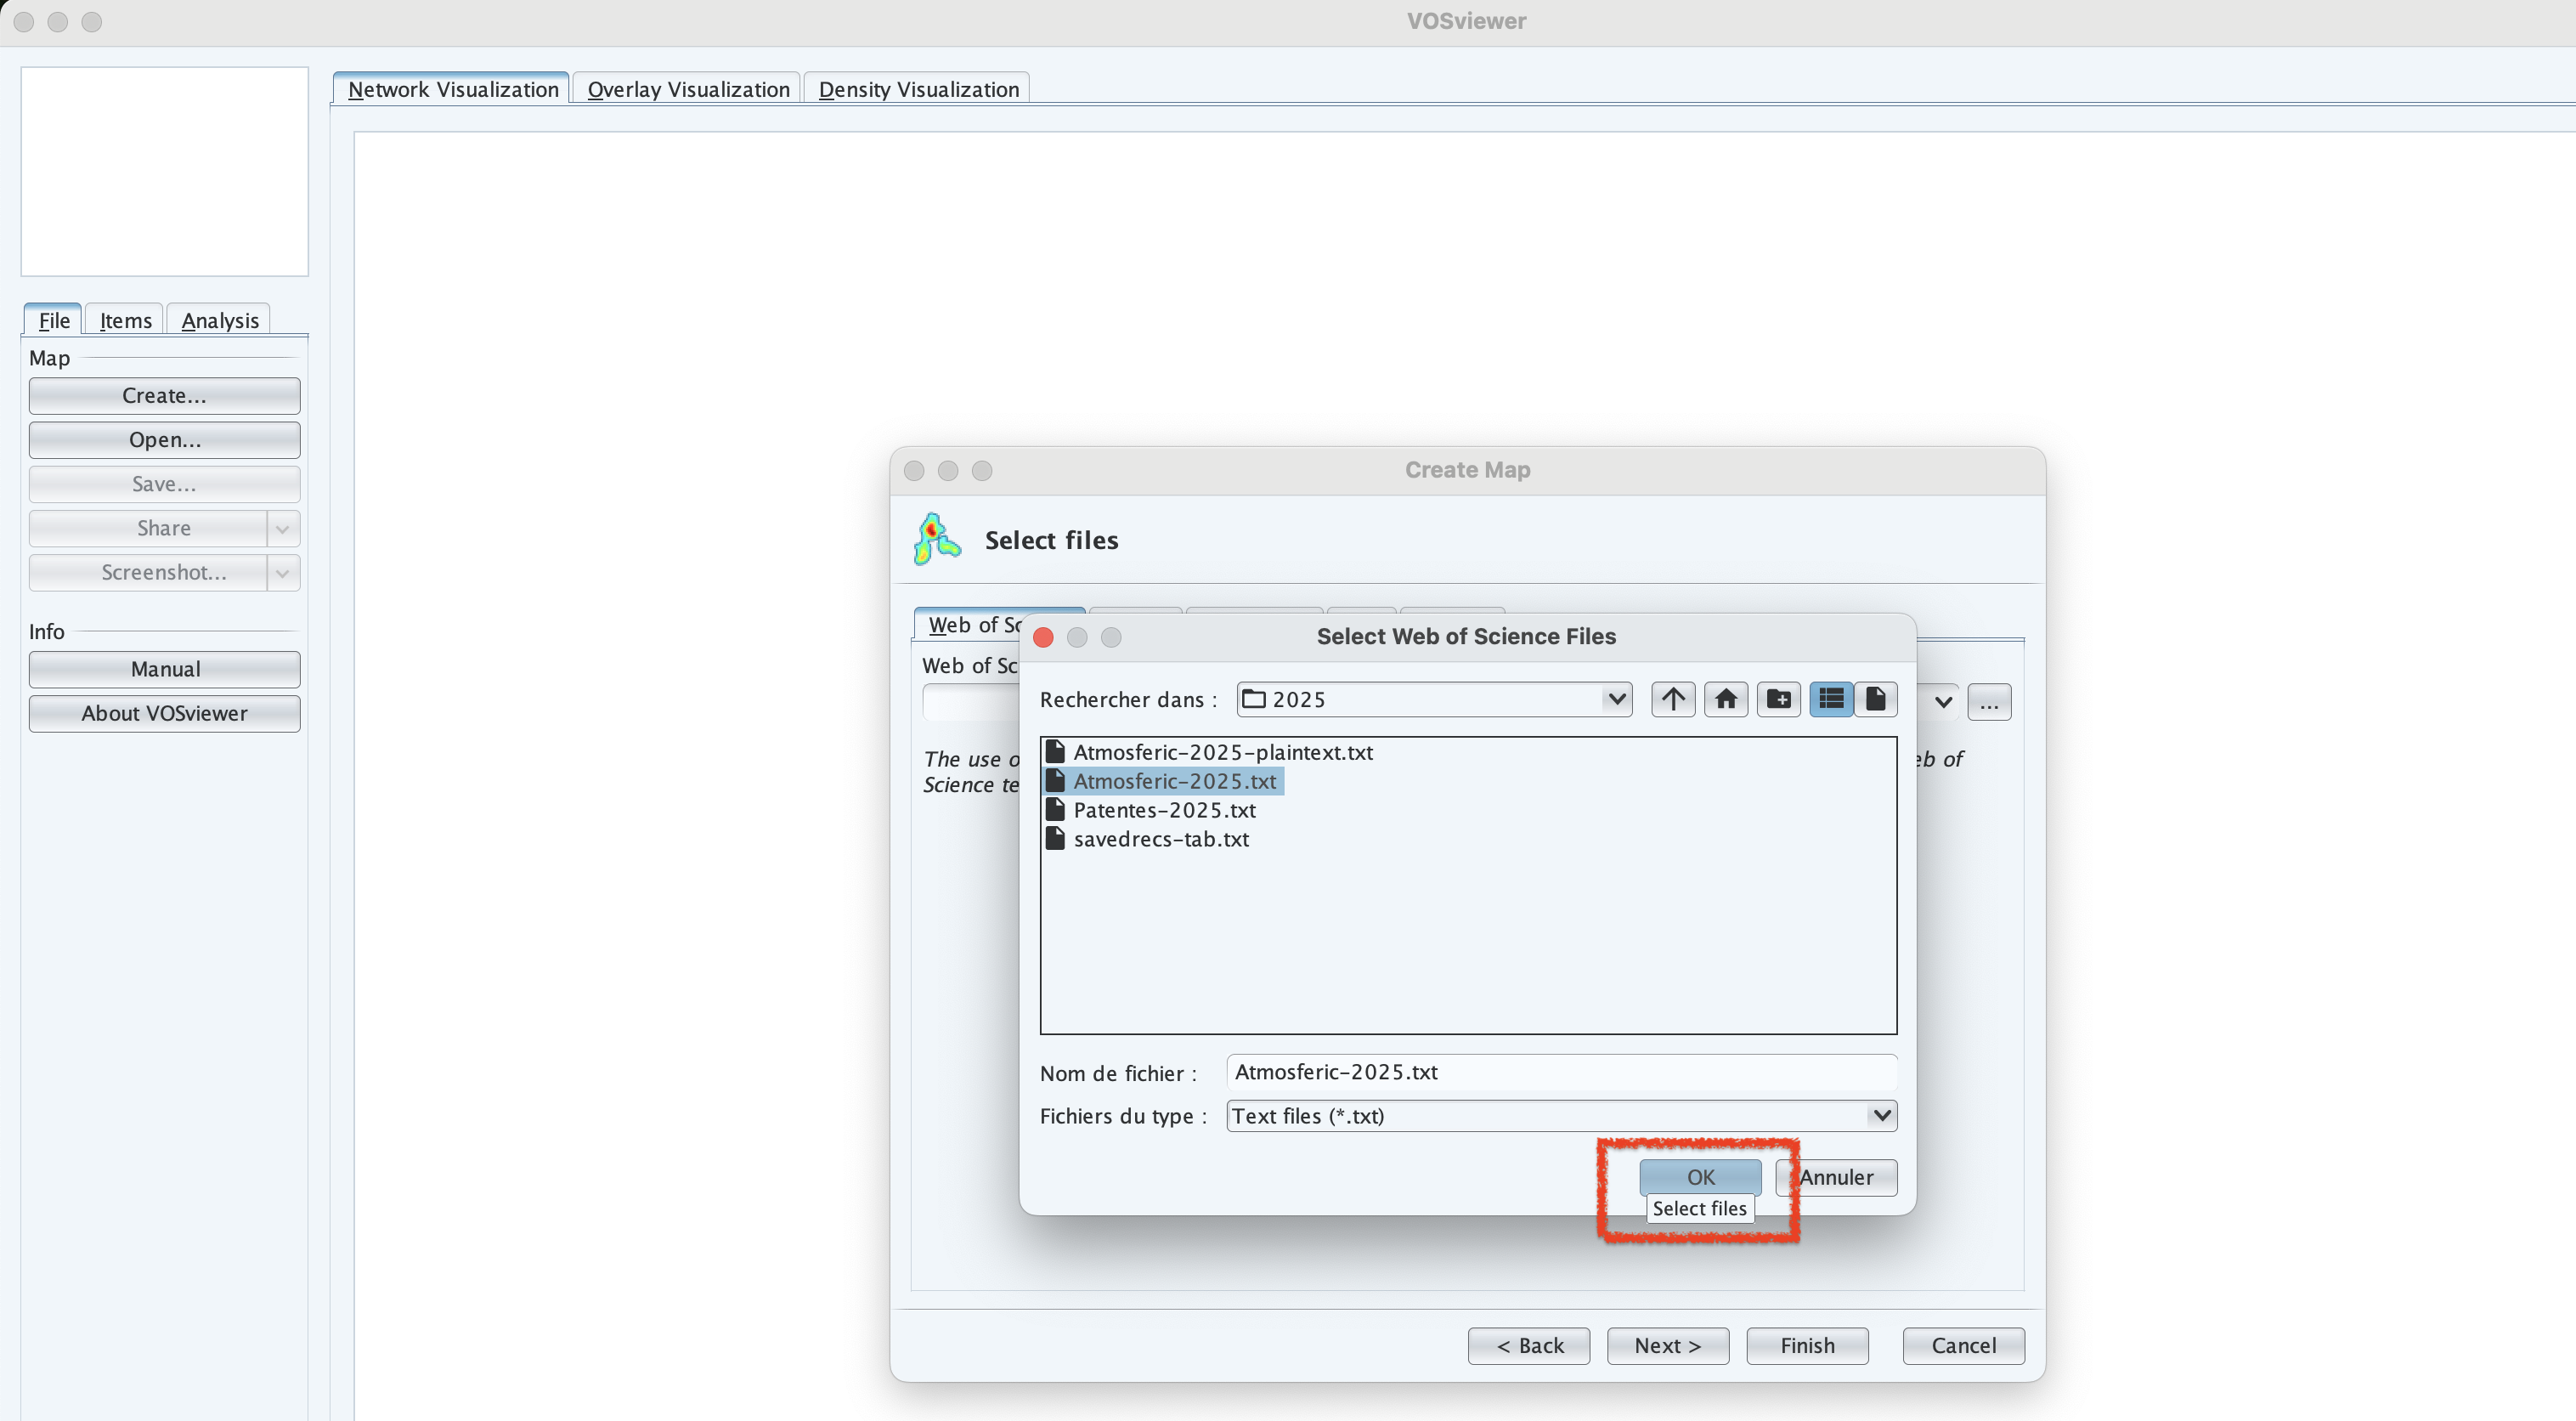 VOSviewer
Network Visualization
Overlay Visualization
Density Visualization
File
Items
Analysis
Map
Create...
Open...
Save...
Share
Screenshot...
Info
Manual
About VOSviewer
Create Map
Select files
Web of Sc
Web of Sc
...
The use o
eb of
Science te
Select Web of Science Files
Rechercher dans :
2025
Atmosferic-2025-plaintext.txt
Atmosferic-2025.txt
Patentes-2025.txt
savedrecs-tab.txt
Nom de fichier :
Atmosferic-2025.txt
Fichiers du type :
Text files (*.txt)
OK
Annuler
Select files
< Back
Next >
Finish
Cancel